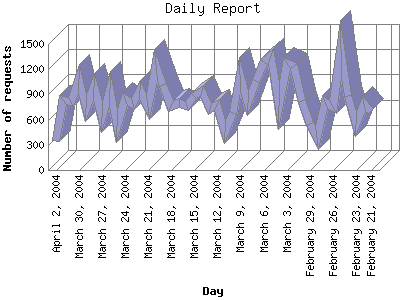 Daily Report
Number of requests
1500
1200
900
600
300
0
April 2, 2004
March 30, 2004
March 27, 2004
March 24, 2004
March 21, 2004
March 18, 2004
March 15, 2004
March 12, 2004
March 9, 2004
March 6, 2004
March 3, 2004
February 29, 2004
February 26, 2004
February 23, 2004
February 21, 2004
Day